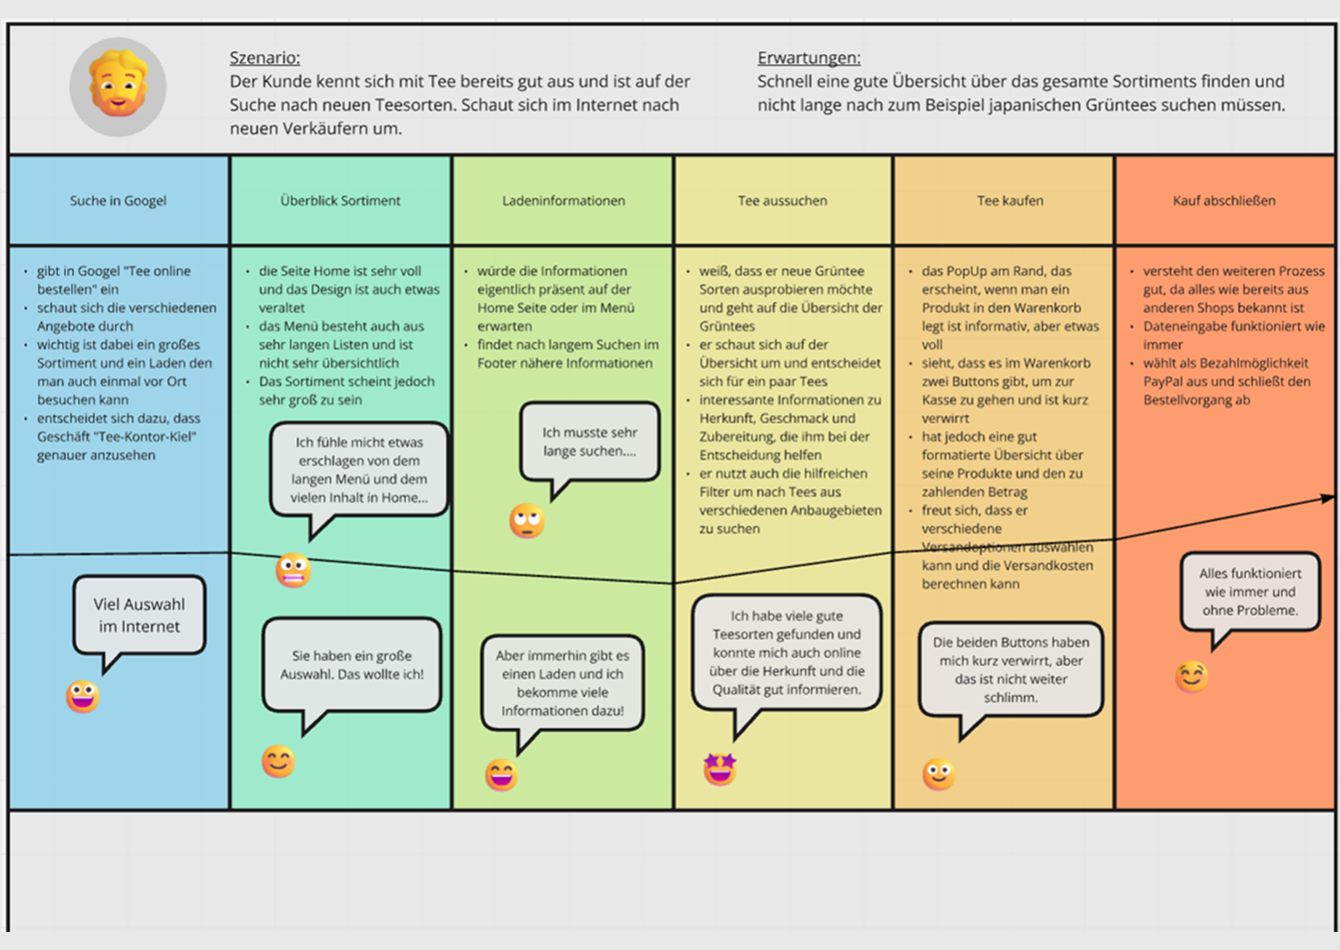 Szenario:
Der Kunde kennt sich mit Tee bereits gut aus und ist auf der
Suche nach neuen Teesorten. Schaut sich im Internet nach
neuen Verkäufern um.
Erwartungen:
Schnell eine gute Übersicht über das gesamte Sortiments finden und
nicht lange nach zum Beispiel japanischen Grüntees suchen müssen.
Suche in Googel
Überblick Sortiment
Ladeninformationen
Tee aussuchen
Tee kaufen
Kauf abschließen
• gibt in Googel "Tee online
bestellen" ein
• schaut sich die verschiedenen
Angebote durch
• wichtig ist dabei ein großes
Sortiment und ein Laden den
man auch einmal vor Ort
besuchen kann
• entscheidet sich dazu, dass
Geschäft "Tee-Kontor-Kiel"
genauer anzusehen
Viel Auswahl
im Internet
• die Seite Home ist sehr voll
und das Design ist auch etwas
veraltet
• das Menü besteht auch aus
sehr langen Listen und ist
nicht sehr übersichtlich
• Das Sortiment scheint jedoch
sehr groß zu sein
Ich fühle micht etwas
erschlagen von dem
langen Menü und dem
vielen Inhalt in Home...
Sie haben ein große
Auswahl. Das wollte ich!
• würde die Informationen
eigentlich präsent auf der
Home Seite oder im Menü
erwarten
• findet nach langem Suchen im
Footer nähere Informationen
Ich musste sehr
lange suchen....
Aber immerhin gibt es
einen Laden und ich
bekomme viele
Informationen dazu!
• weiß, dass er neue Grüntee
Sorten ausprobieren möchte
und geht auf die Übersicht der
Grüntees
• er schaut sich auf der
Übersicht um und entscheidet
sich für ein paar Tees
• interessante Informationen zu
Herkunft, Geschmack und
Zubereitung, die ihm bei der
Entscheidung helfen
• er nutzt auch die hilfreichen
Filter um nach Tees aus
verschiedenen Anbaugebieten
zu suchen
Ich habe viele gute
Teesorten gefunden und
konnte mich auch online
über die Herkunft und die
Qualität gut informieren.
• das PopUp am Rand, das
erscheint, wenn man ein
Produkt in den Warenkorb
legt ist informativ, aber etwas
voll
• sieht, dass es im Warenkorb
zwei Buttons gibt, um zur
Kasse zu gehen und ist kurz
verwirrt
• hat jedoch eine gut
formatierte Übersicht über
seine Produkte und den zu
zahlenden Betrag
• freut sich, dass er
verschiedene
Versandoptionen auswählen
kann und die Versandkosten
berechnen kann
Die beiden Buttons haben
mich kurz verwirrt, aber
das ist nicht weiter
schlimm.
• versteht den weiteren Prozess
gut, da alles wie bereits aus
anderen Shops bekannt ist
• Dateneingabe funktioniert wie
immer
• wählt als Bezahlmöglichkeit
PayPal aus und schließt den
Bestellvorgang ab
Alles funktioniert
wie immer und
ohne Probleme.